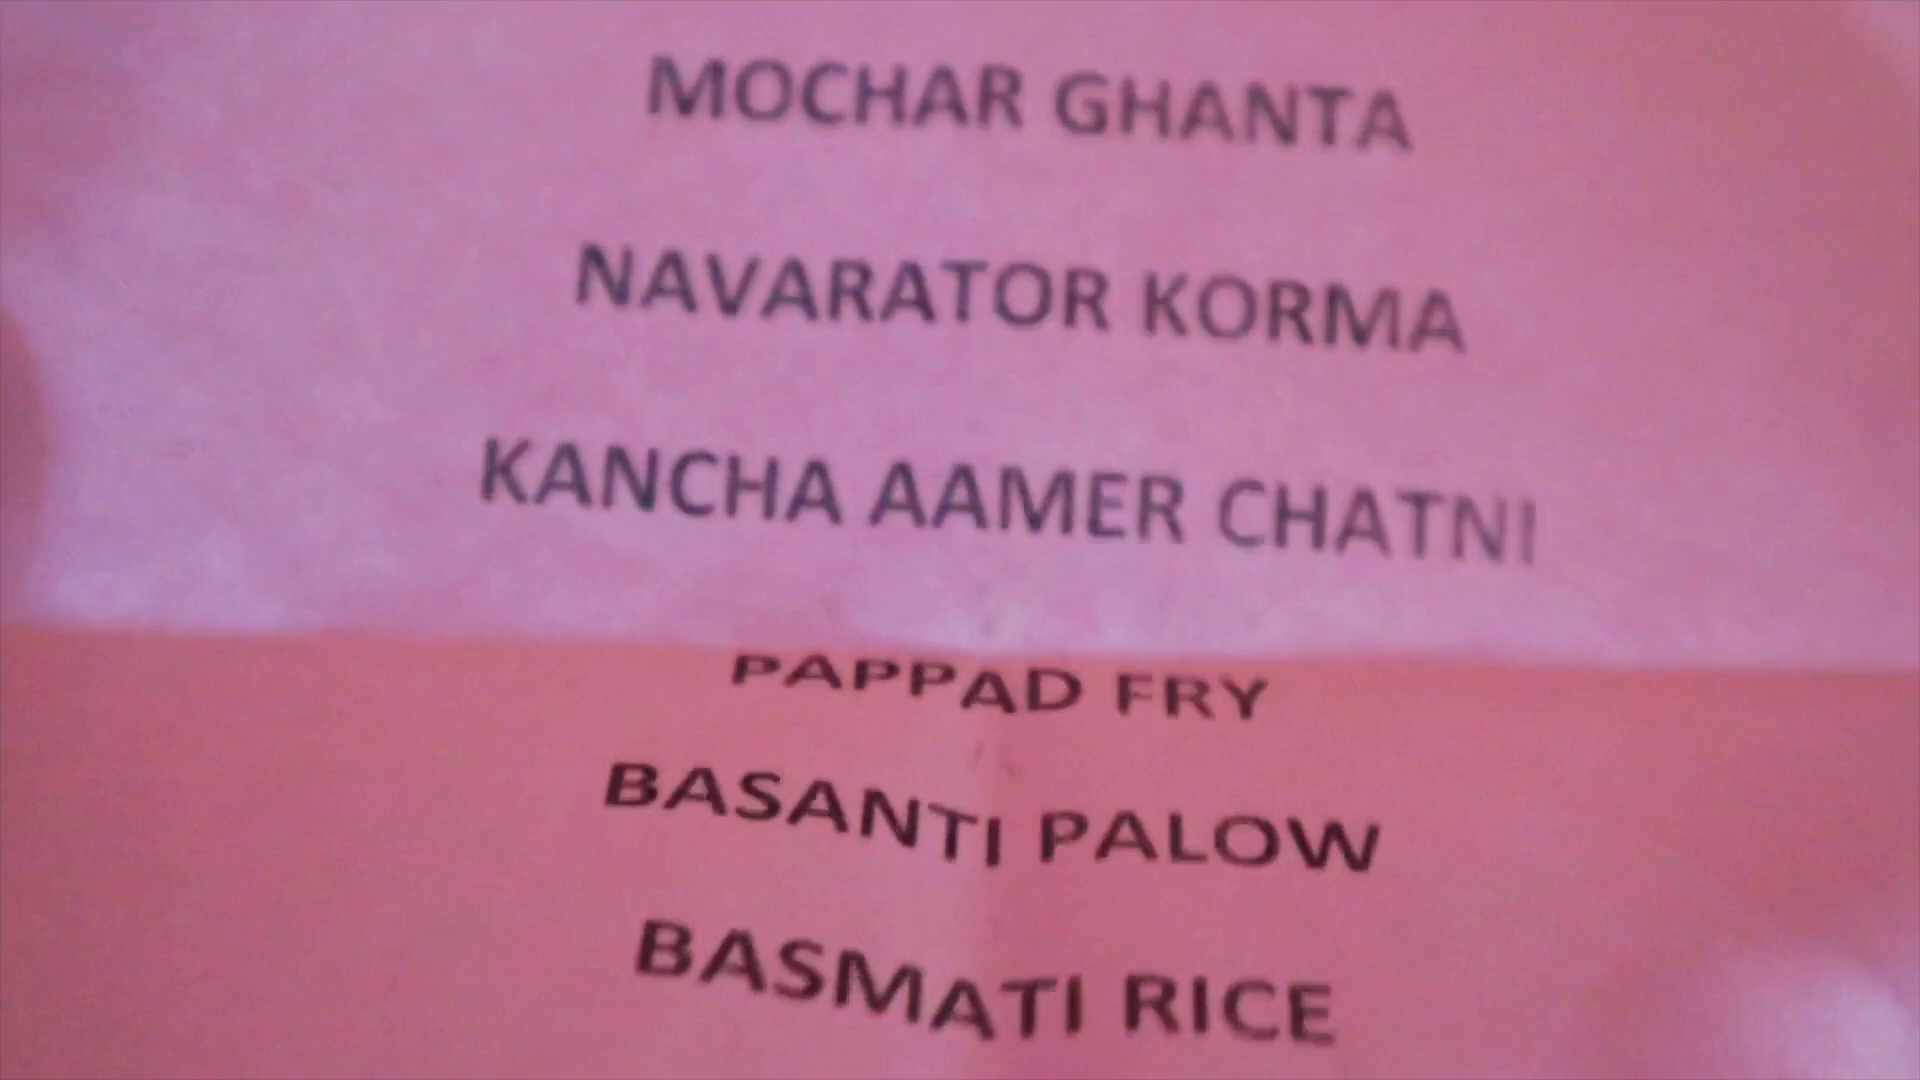 MOCHAR GHANTA
NAVARATOR KORMA
KANCHA AAMER CHATNI
PAPPAD FRY
BASANTI PALOW
BASMATI RICE